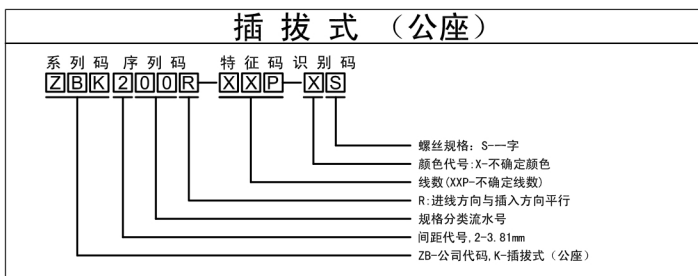 插拔式（公座）
系列码 序列码 特征码识别码
ZBK200R-XXP-XS
螺丝规格: S-一字
颜色代号:X-不确定颜色
线数(XXP-不确定线数)
R:进线方向与插入方向平行
规格分类流水号
间距代号,2-3.81mm
ZB-公司代码,K-插拔式（公座）